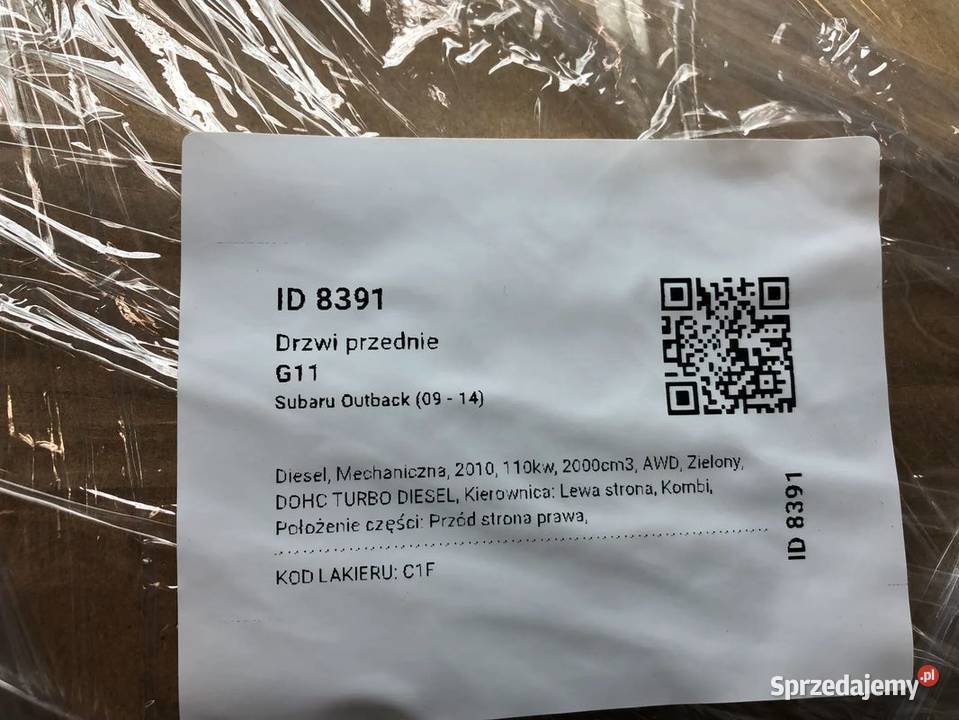 ID 8391
Drzwi przednie
G11
Subaru Outback (09 - 14)
Diesel, Mechaniczna, 2010, 110kw, 2000cm3, AWD, Zielony,
DOHC TURBO DIESEL, Kierownica: Lewa strona, Kombi,
Położenie części: Przód strona prawa,
KOD LAKIERU: C1F
ID 8391
Sprzedajemy.pl